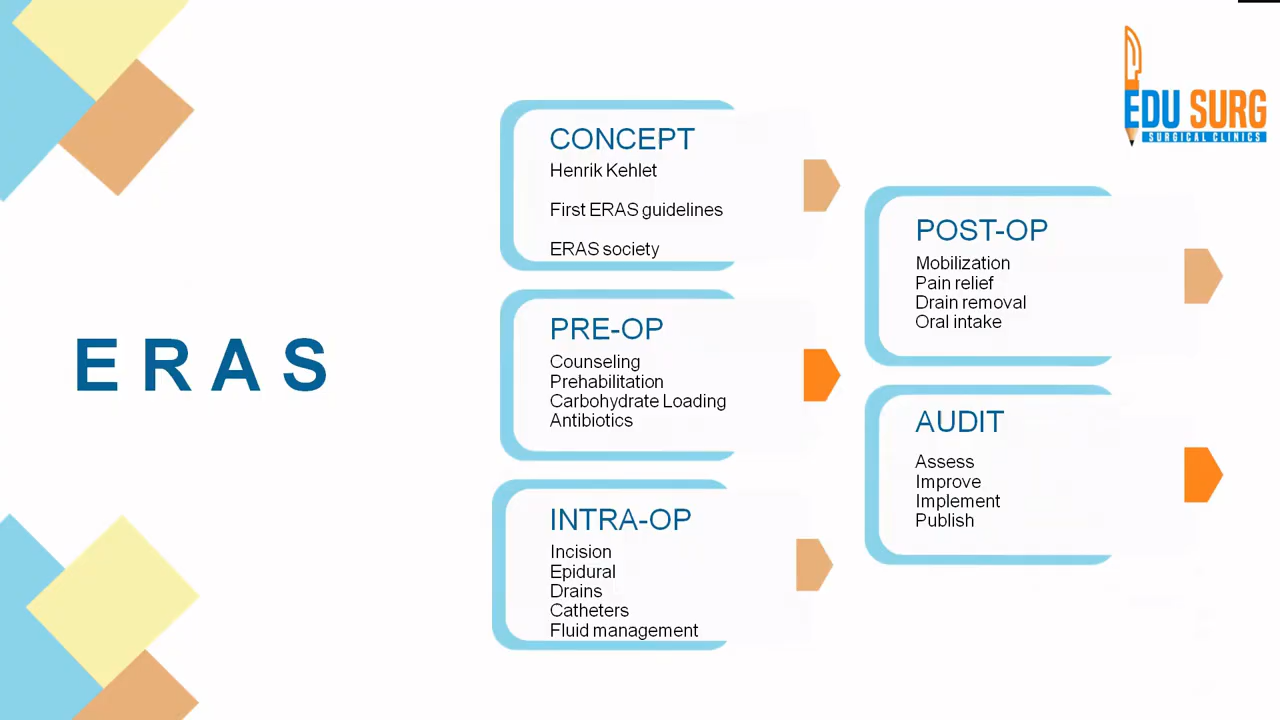 EDU SURG
SURGICAL CLINICS
E R A S
CONCEPT
Henrik Kehlet
First ERAS guidelines
ERAS society
PRE-OP
Counseling
Prehabilitation
Carbohydrate Loading
Antibiotics
INTRA-OP
Incision
Epidural
Drains
Catheters
Fluid management
POST-OP
Mobilization
Pain relief
Drain removal
Oral intake
AUDIT
Assess
Improve
Implement
Publish